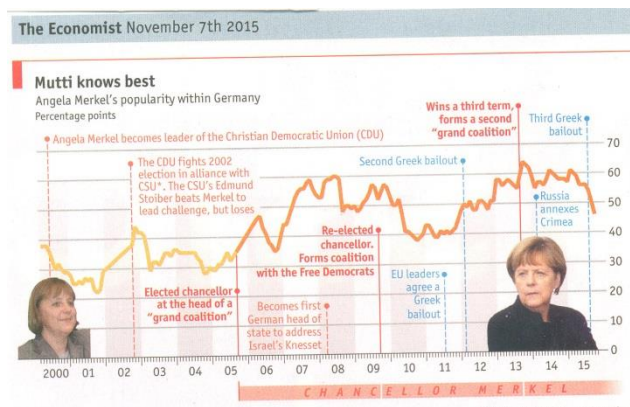 The Economist November 7th 2015
Mutti knows best
Angela Merkel's popularity within Germany
Percentage points
Angela Merkel becomes leader of the Christian Democratic Union (CDU)
The CDU fights 2002
election in alliance with
CSU*. The CSU's Edmund
Stoiber beats Merkel to
lead challenge, but loses
Elected chancellor
at the head of a
"grand coalition"
Becomes first
German head of
state to address
Israel's Knesset
Re-elected
chancellor.
Forms coalition
with the Free Democrats
Second Greek bailout
EU leaders
agree a
Greek
bailout
Wins a third term,
forms a second
"grand coalition"
Third Greek
bailout
Russia
annexes
Crimea
70
60
50
40
30
20
10
0
2000 01 02 03 04 05 06 07 08 09 10 11 12 13 14 15
CHANCELLOR MERKEL